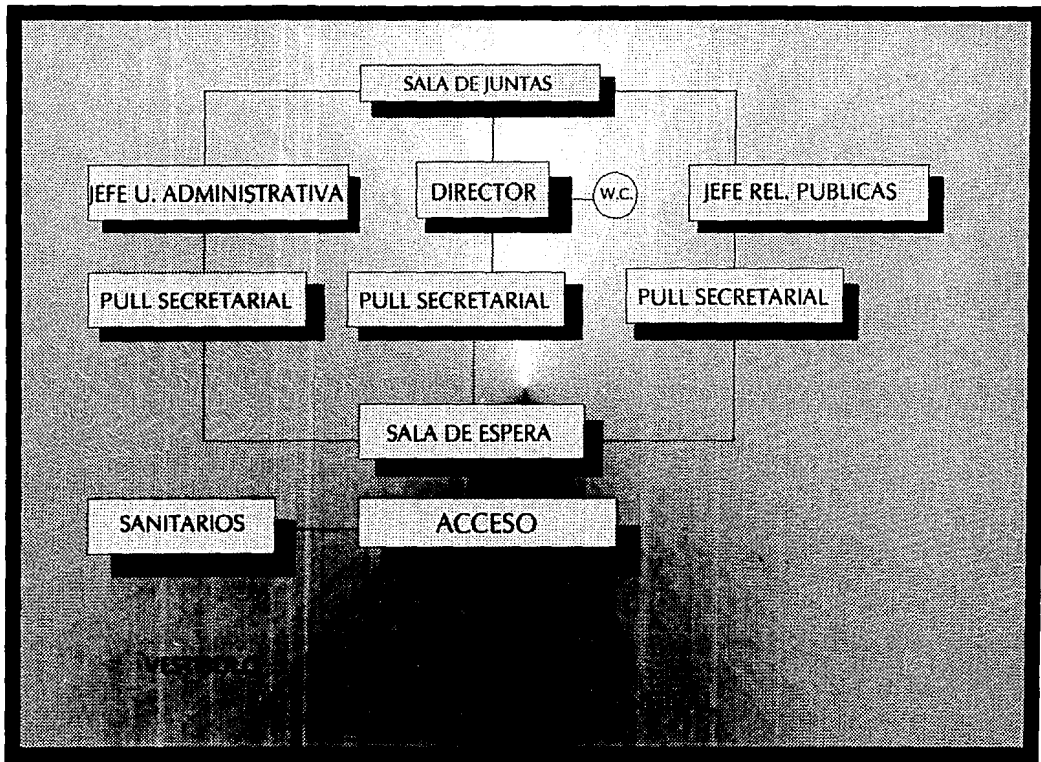 SALA DE JUNTAS
JEFE U. ADMINISTRATIVA
DIRECTOR
W.C.
JEFE REL. PUBLICAS
PULL SECRETARIAL
PULL SECRETARIAL
PULL SECRETARIAL
SALA DE ESPERA
SANITARIOS
ACCESO